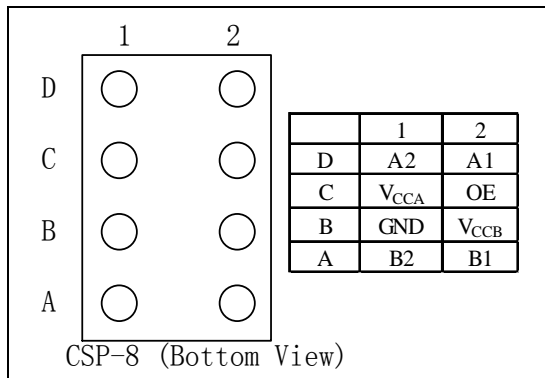 1 2
D
C
B
A
CSP-8 (Bottom View)
1 2
D A2 A1
C VCCA OE
B GND VCCB
A B2 B1